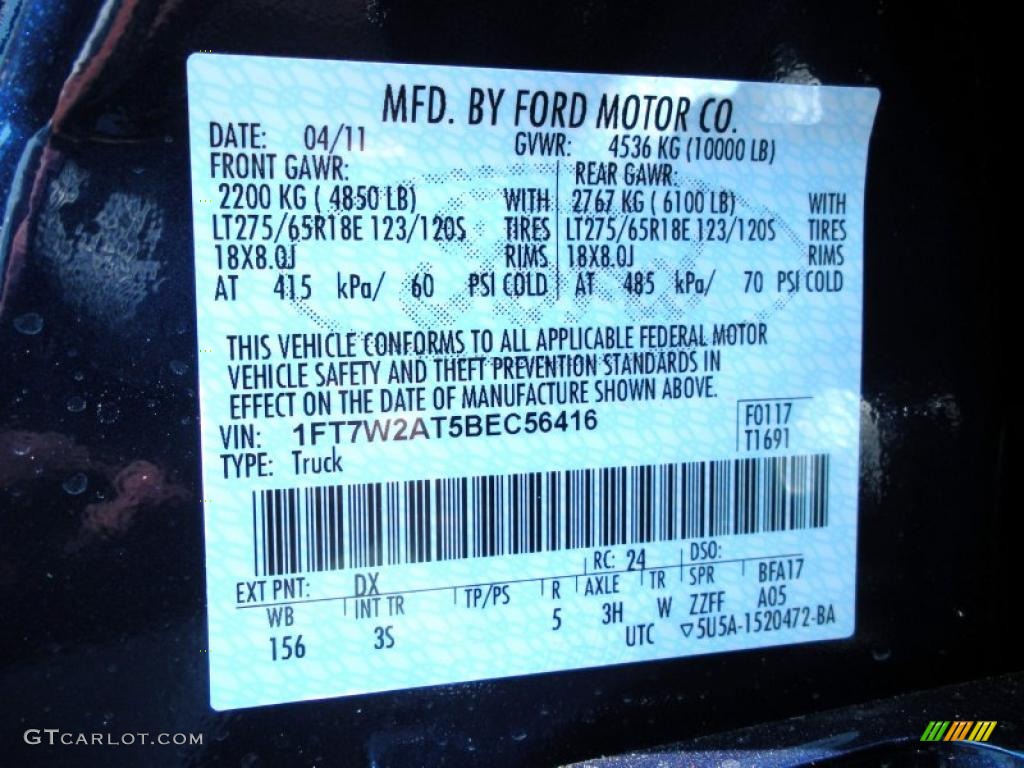 MFD. BY FORD MOTOR CO.
DATE: 04/11 GVWR: 4536 KG (10000 LB)
FRONT GAWR: REAR GAWR:
2200 KG ( 4850 LB) WITH 2767 KG ( 6100 LB) WITH
LT275/65R18E 123/120S TIRES LT275/65R18E 123/120S TIRES
18X8.0J RIMS 18X8.0J RIMS
AT 415 kPa/ 60 PSI COLD AT 485 kPa/ 70 PSI COLD
THIS VEHICLE CONFORMS TO ALL APPLICABLE FEDERAL MOTOR
VEHICLE SAFETY AND THEFT PREVENTION STANDARDS IN
EFFECT ON THE DATE OF MANUFACTURE SHOWN ABOVE.
VIN: 1FT7W2AT5BEC56416 F0117
TYPE: Truck T1691
EXT PNT: DX RC: 24 DSO:
WB INT TR TP/PS R AXLE TR SPR BFA17
156 3S 5 3H W ZZFF A05
UTC ▽5U5A-1520472-BA
GTCARLOT.COM